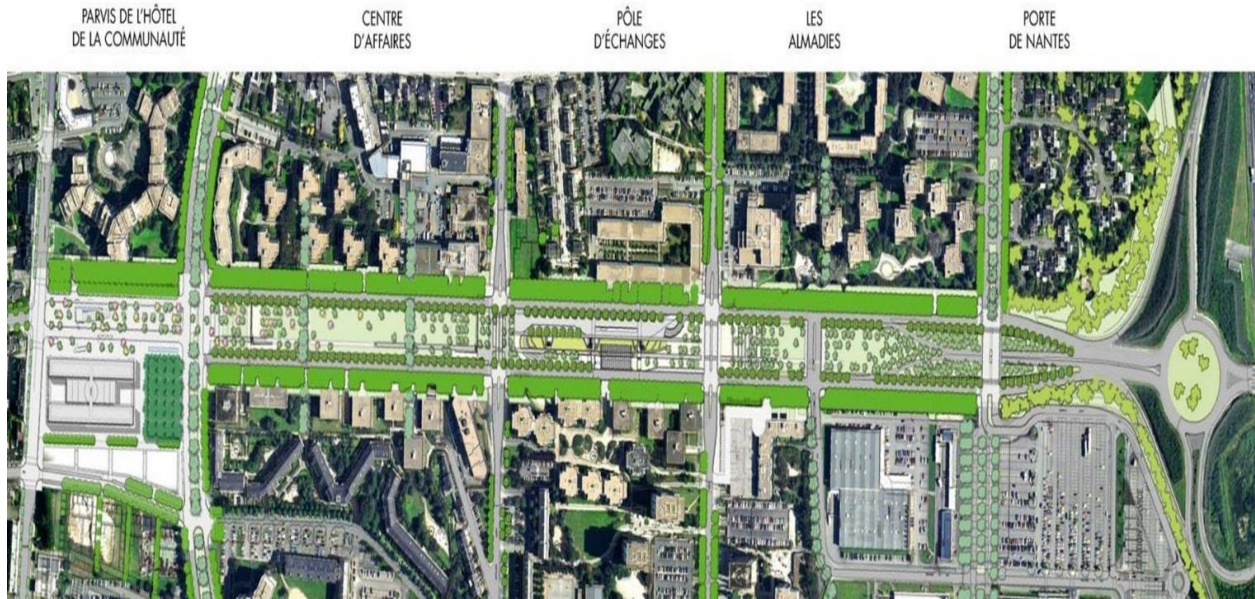 PARVIS DE L'HÔTEL
DE LA COMMUNAUTÉ
CENTRE
D'AFFAIRES
PÔLE
D'ÉCHANGES
LES
ALMADIES
PORTE
DE NANTES